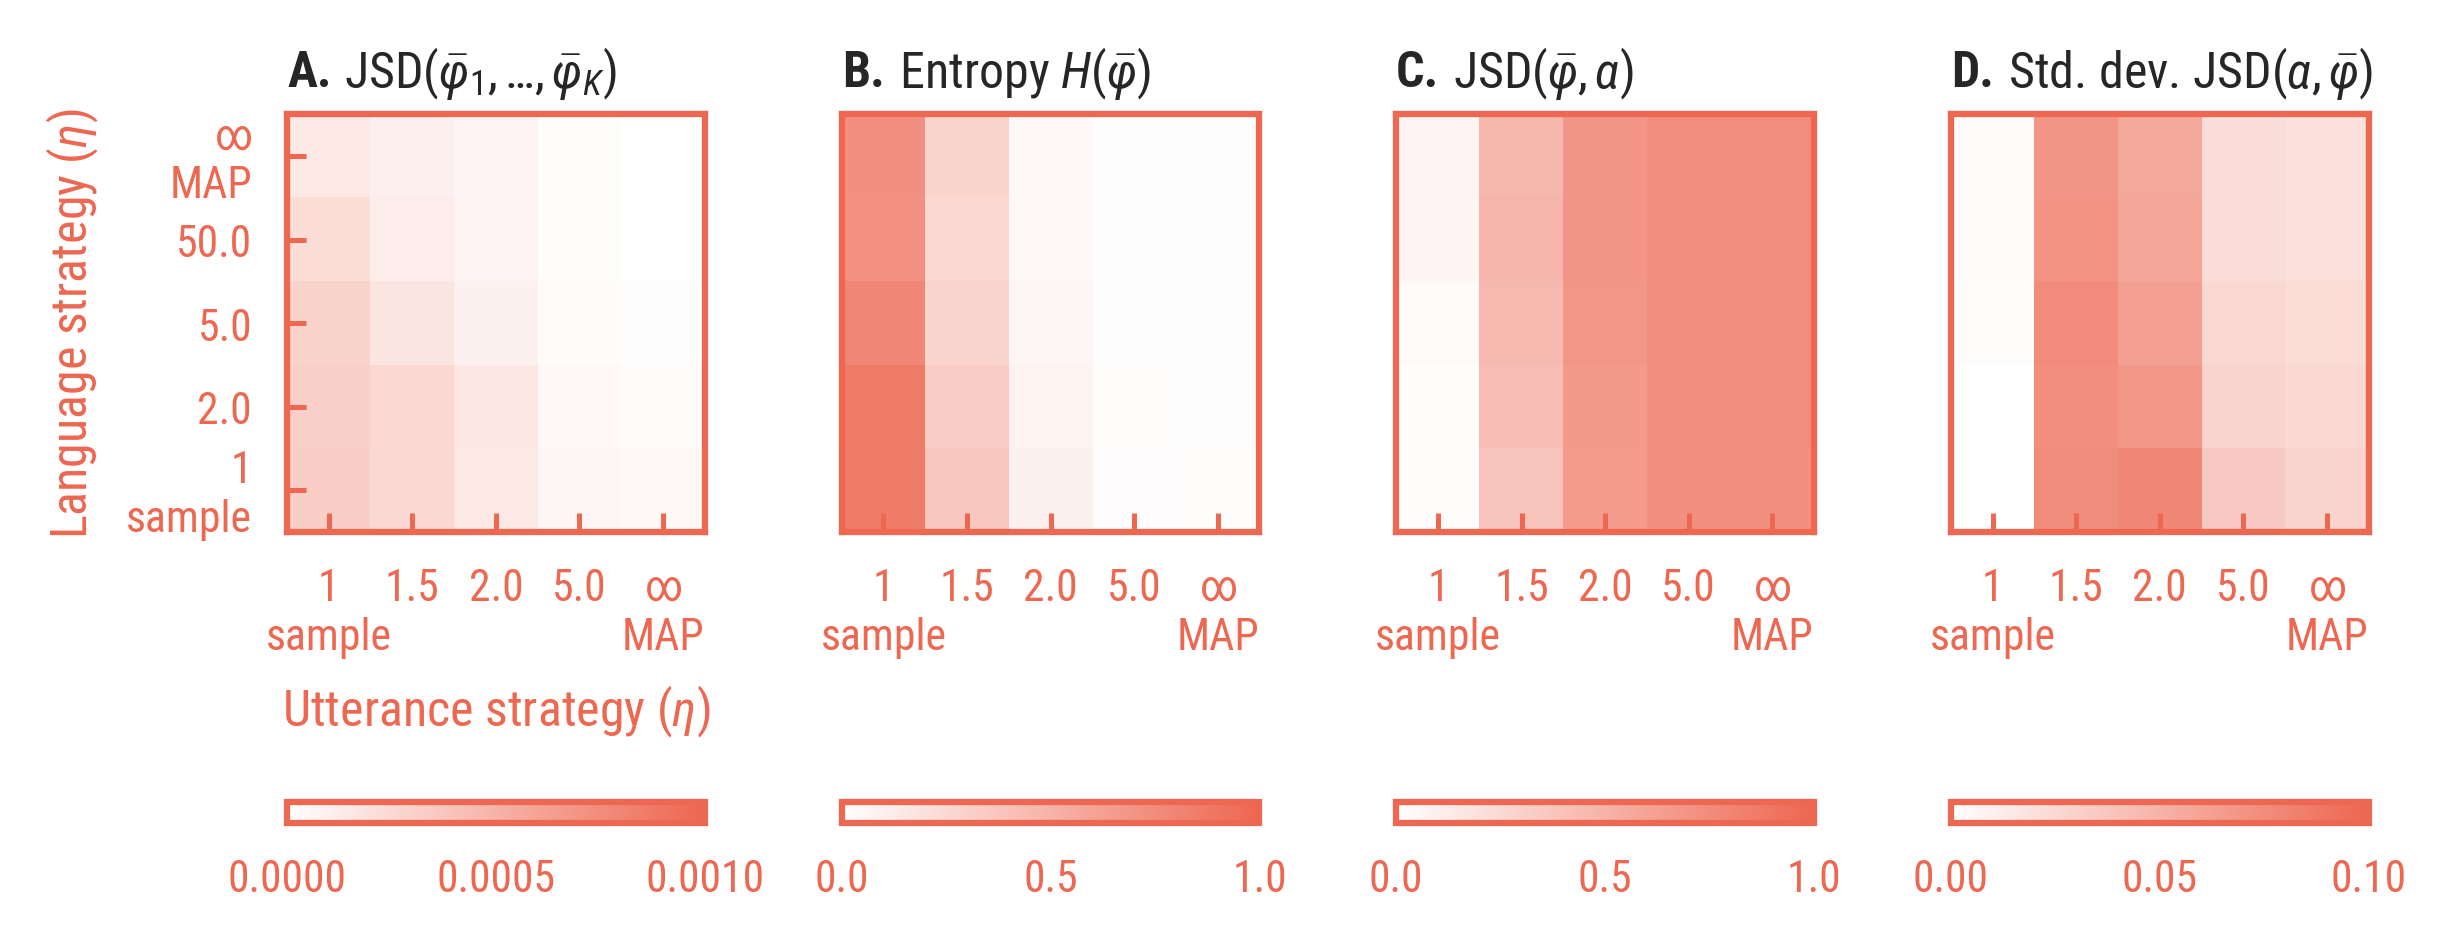 A. JSD(φ̄₁, ..., φ̄_K)
B. Entropy H(φ̄)
C. JSD(φ̄, α)
D. Std. dev. JSD(α, φ̄)
Language strategy (η)
∞
MAP
50.0
5.0
2.0
1
sample
1 1.5 2.0 5.0 ∞
sample MAP
1 1.5 2.0 5.0 ∞
sample MAP
1 1.5 2.0 5.0 ∞
sample MAP
1 1.5 2.0 5.0 ∞
sample MAP
Utterance strategy (η)
0.0000 0.0005 0.0010
0.0 0.5 1.0
0.0 0.5 1.0
0.00 0.05 0.10